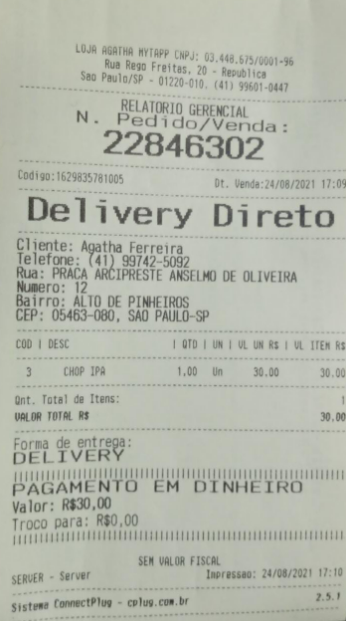 LOJA AGATHA MYTAPP CNPJ: 03.448.675/0001-96
Rua Rego Freitas, 20 - Republica
Sao Paulo/SP - 01220-010. (41) 99601-0447
RELATORIO GERENCIAL
N. Pedido/Venda:
22846302
Codigo:1629835781005 Dt. Venda:24/08/2021 17:09
Delivery Direto
Cliente: Agatha Ferreira
Telefone: (41) 99742-5092
Rua: PRACA ARCIPRESTE ANSELMO DE OLIVEIRA
Numero: 12
Bairro: ALTO DE PINHEIROS
CEP: 05463-080, SAO PAULO-SP
COD | DESC | QTD | UN | VL UN R$ | VL ITEM R$
3 CHOP IPA 1,00 Un 30.00 30.00
Qnt. Total de Itens: 1
VALOR TOTAL R$ 30.00
Forma de entrega:
DELIVERY
PAGAMENTO EM DINHEIRO
Valor: R$30,00
Troco para: R$0,00
SEM VALOR FISCAL
SERVER - Server Impressao: 24/08/2021 17:10
Sistema ConnectPlug - cplug.com.br 2.5.1